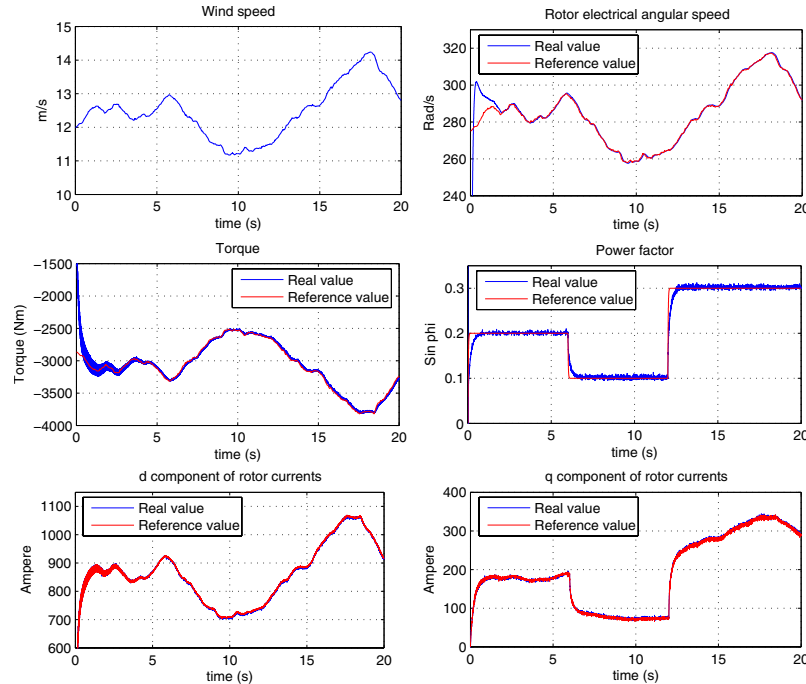 Wind speed
15
14
13
12
11
10
m/s
0 5 10 15 20
time (s)
Rotor electrical angular speed
Real value
Reference value
320
300
280
260
240
Rad/s
0 5 10 15 20
time (s)
Torque
Real value
Reference value
−1500
−2000
−2500
−3000
−3500
−4000
Torque (Nm)
0 5 10 15 20
time (s)
Power factor
Real value
Reference value
0.3
0.2
0.1
0
Sin phi
0 5 10 15 20
time (s)
d component of rotor currents
Real value
Reference value
1100
1000
900
800
700
600
Ampere
0 5 10 15 20
time (s)
q component of rotor currents
Real value
Reference value
400
300
200
100
0
Ampere
0 5 10 15 20
time (s)